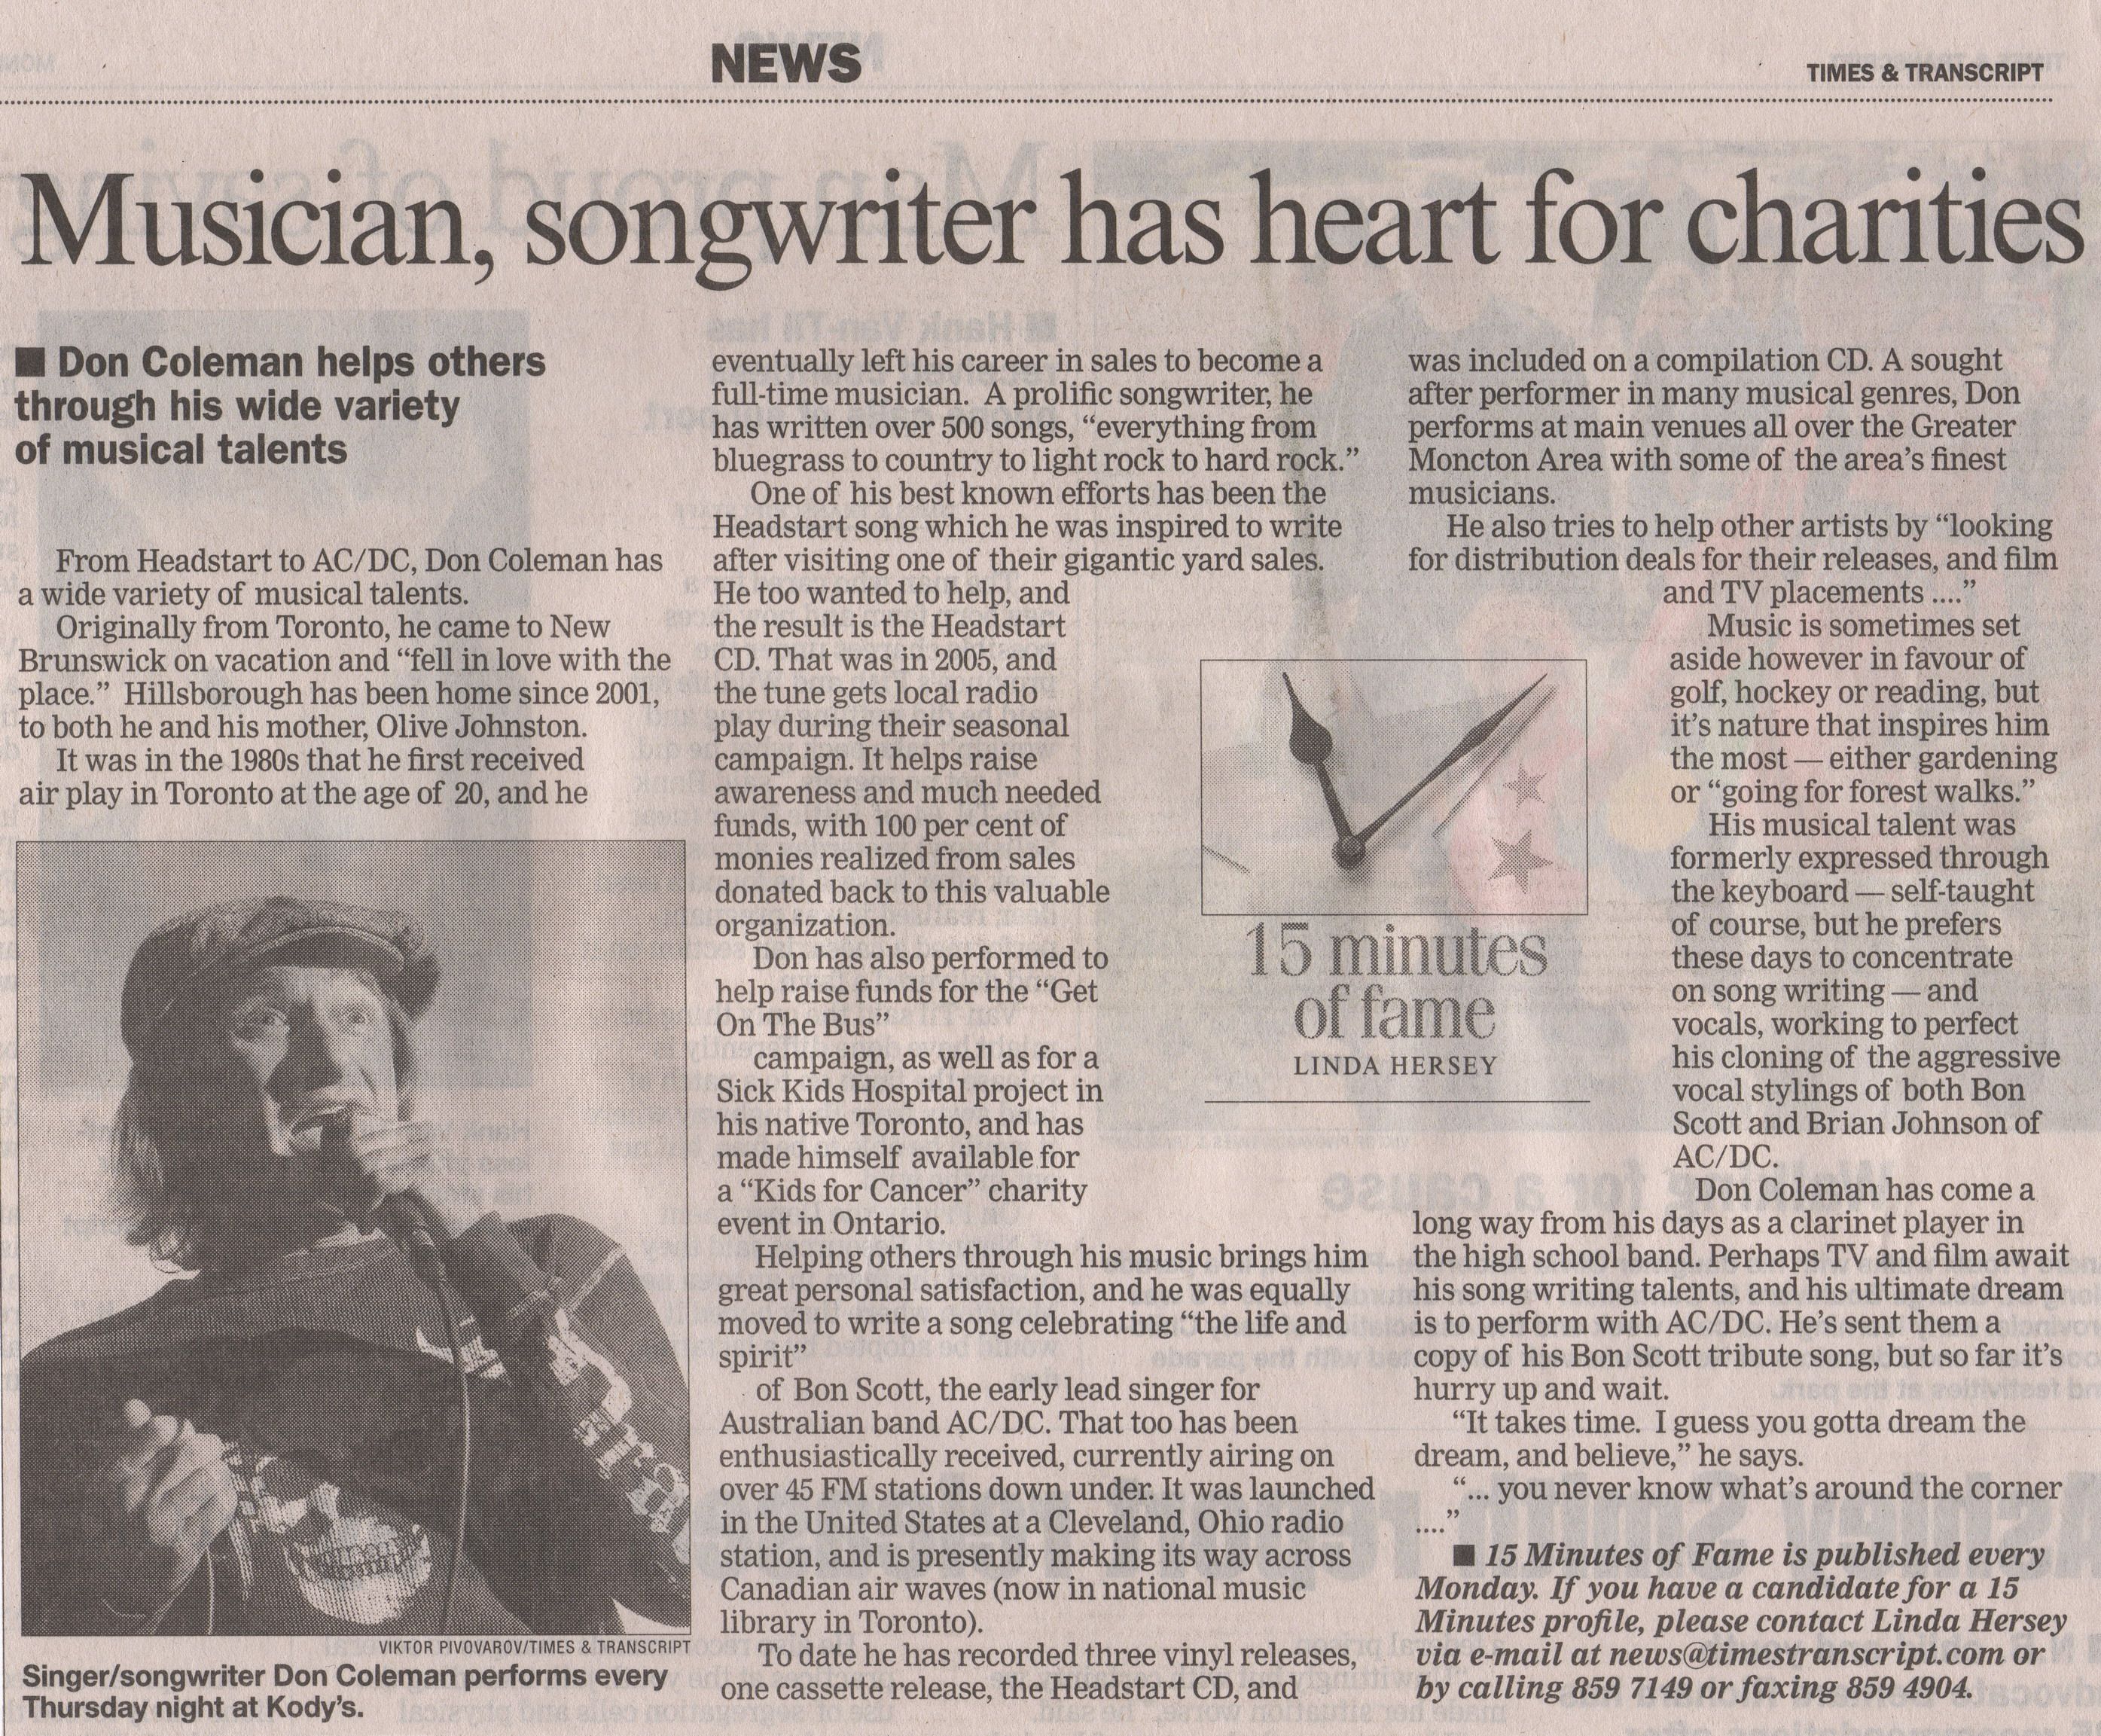 NEWS
TIMES & TRANSCRIPT
Musician, songwriter has heart for charities
■ Don Coleman helps others
through his wide variety
of musical talents
From Headstart to AC/DC, Don Coleman has
a wide variety of musical talents.
Originally from Toronto, he came to New
Brunswick on vacation and “fell in love with the
place.” Hillsborough has been home since 2001,
to both he and his mother, Olive Johnston.
It was in the 1980s that he first received
air play in Toronto at the age of 20, and he
VIKTOR PIVOVAROV/TIMES & TRANSCRIPT
Singer/songwriter Don Coleman performs every
Thursday night at Kody’s.
eventually left his career in sales to become a
full-time musician. A prolific songwriter, he
has written over 500 songs, “everything from
bluegrass to country to light rock to hard rock.”
One of his best known efforts has been the
Headstart song which he was inspired to write
after visiting one of their gigantic yard sales.
He too wanted to help, and
the result is the Headstart
CD. That was in 2005, and
the tune gets local radio
play during their seasonal
campaign. It helps raise
awareness and much needed
funds, with 100 per cent of
monies realized from sales
donated back to this valuable
organization.
Don has also performed to
help raise funds for the “Get
On The Bus”
campaign, as well as for a
Sick Kids Hospital project in
his native Toronto, and has
made himself available for
a “Kids for Cancer” charity
event in Ontario.
Helping others through his music brings him
great personal satisfaction, and he was equally
moved to write a song celebrating “the life and
spirit”
of Bon Scott, the early lead singer for
Australian band AC/DC. That too has been
enthusiastically received, currently airing on
over 45 FM stations down under. It was launched
in the United States at a Cleveland, Ohio radio
station, and is presently making its way across
Canadian air waves (now in national music
library in Toronto).
To date he has recorded three vinyl releases,
one cassette release, the Headstart CD, and
15 minutes
of fame
LINDA HERSEY
was included on a compilation CD. A sought
after performer in many musical genres, Don
performs at main venues all over the Greater
Moncton Area with some of the area’s finest
musicians.
He also tries to help other artists by “looking
for distribution deals for their releases, and film
and TV placements ....”
Music is sometimes set
aside however in favour of
golf, hockey or reading, but
it’s nature that inspires him
the most — either gardening
or “going for forest walks.”
His musical talent was
formerly expressed through
the keyboard — self-taught
of course, but he prefers
these days to concentrate
on song writing — and
vocals, working to perfect
his cloning of the aggressive
vocal stylings of both Bon
Scott and Brian Johnson of
AC/DC.
Don Coleman has come a
long way from his days as a clarinet player in
the high school band. Perhaps TV and film await
his song writing talents, and his ultimate dream
is to perform with AC/DC. He’s sent them a
copy of his Bon Scott tribute song, but so far it’s
hurry up and wait.
“It takes time. I guess you gotta dream the
dream, and believe,” he says.
“... you never know what’s around the corner
....”
■ 15 Minutes of Fame is published every
Monday. If you have a candidate for a 15
Minutes profile, please contact Linda Hersey
via e-mail at news@timestranscript.com or
by calling 859 7149 or faxing 859 4904.